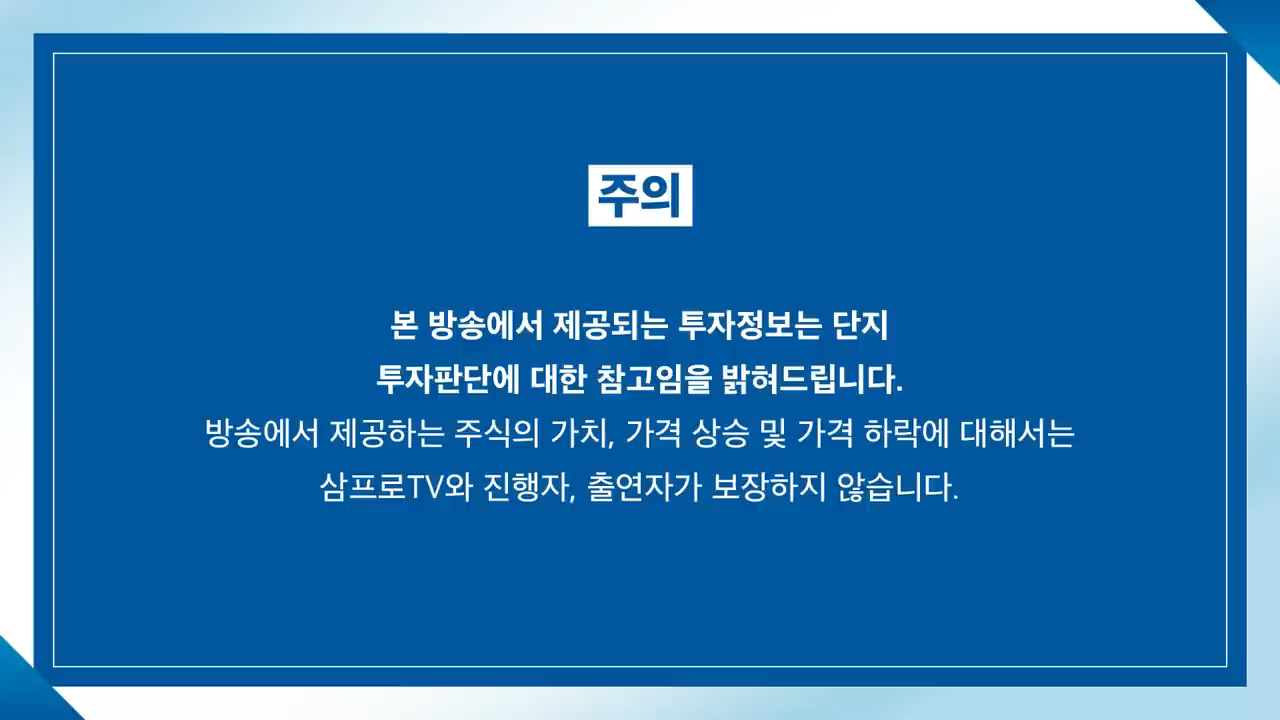 주의
본 방송에서 제공되는 투자정보는 단지
투자판단에 대한 참고임을 밝혀드립니다.
방송에서 제공하는 주식의 가치, 가격 상승 및 가격 하락에 대해서는
삼프로TV와 진행자, 출연자가 보장하지 않습니다.